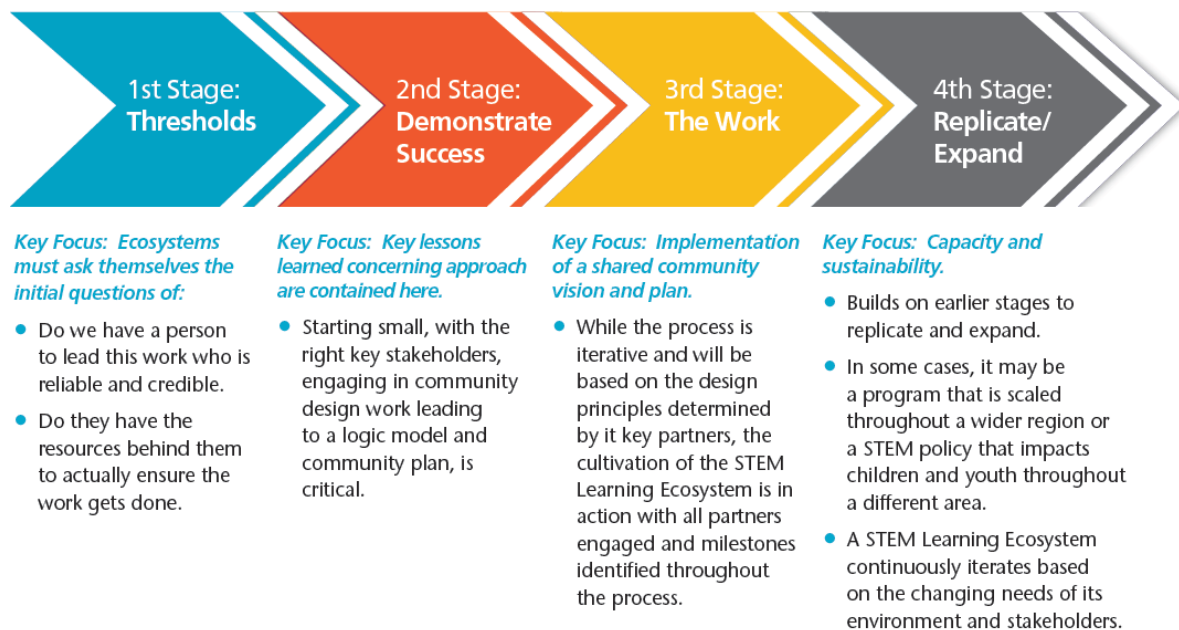 1st Stage:
Thresholds
2nd Stage:
Demonstrate
Success
3rd Stage:
The Work
4th Stage:
Replicate/
Expand
Key Focus: Ecosystems
must ask themselves the
initial questions of:
• Do we have a person
to lead this work who is
reliable and credible.
• Do they have the
resources behind them
to actually ensure the
work gets done.
Key Focus: Key lessons
learned concerning approach
are contained here.
• Starting small, with the
right key stakeholders,
engaging in community
design work leading
to a logic model and
community plan, is
critical.
Key Focus: Implementation
of a shared community
vision and plan.
• While the process is
iterative and will be
based on the design
principles determined
by it key partners, the
cultivation of the STEM
Learning Ecosystem is in
action with all partners
engaged and milestones
identified throughout
the process.
Key Focus: Capacity and
sustainability.
• Builds on earlier stages to
replicate and expand.
• In some cases, it may be
a program that is scaled
throughout a wider region or
a STEM policy that impacts
children and youth throughout
a different area.
• A STEM Learning Ecosystem
continuously iterates based
on the changing needs of its
environment and stakeholders.